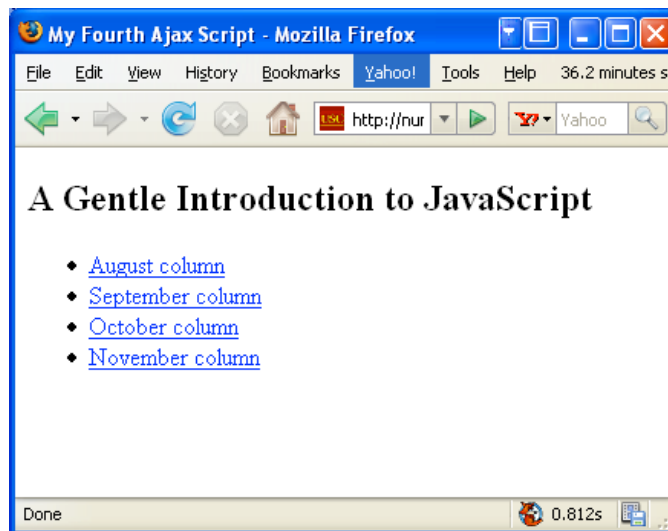 My Fourth Ajax Script - Mozilla Firefox
File Edit View History Bookmarks Yahoo! Tools Help 36.2 minutes s
USC http://nur Y! Yahoo
A Gentle Introduction to JavaScript
August column
September column
October column
November column
Done 0.812s